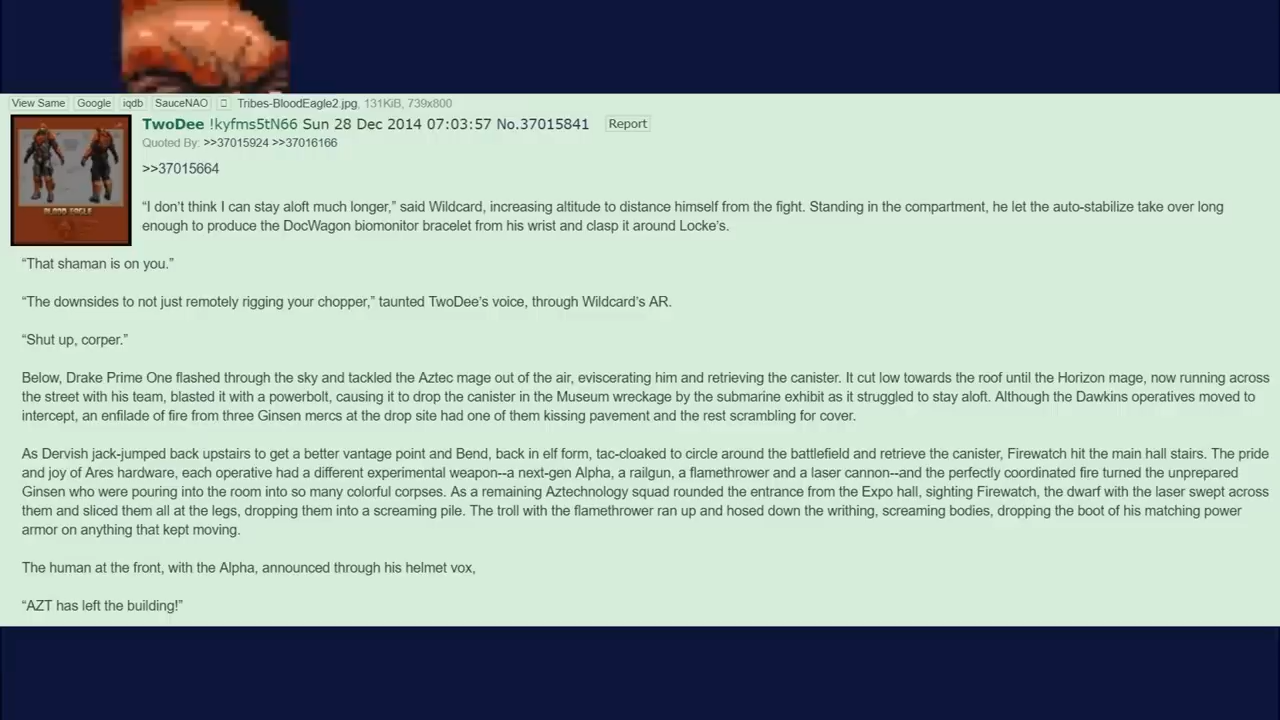 View Same Google iqdb SauceNAO Tribes-BloodEagle2.jpg, 131KiB, 739x800
TwoDee !kyfms5tN66 Sun 28 Dec 2014 07:03:57 No.37015841 Report
Quoted By: >>37015924 >>37016166
>>37015664
BLOOD EAGLE
“I don’t think I can stay aloft much longer,” said Wildcard, increasing altitude to distance himself from the fight. Standing in the compartment, he let the auto-stabilize take over long
enough to produce the DocWagon biomonitor bracelet from his wrist and clasp it around Locke’s.
“That shaman is on you.”
“The downsides to not just remotely rigging your chopper,” taunted TwoDee’s voice, through Wildcard’s AR.
“Shut up, corper.”
Below, Drake Prime One flashed through the sky and tackled the Aztec mage out of the air, eviscerating him and retrieving the canister. It cut low towards the roof until the Horizon mage, now running across
the street with his team, blasted it with a powerbolt, causing it to drop the canister in the Museum wreckage by the submarine exhibit as it struggled to stay aloft. Although the Dawkins operatives moved to
intercept, an enfilade of fire from three Ginsen mercs at the drop site had one of them kissing pavement and the rest scrambling for cover.
As Dervish jack-jumped back upstairs to get a better vantage point and Bend, back in elf form, tac-cloaked to circle around the battlefield and retrieve the canister, Firewatch hit the main hall stairs. The pride
and joy of Ares hardware, each operative had a different experimental weapon--a next-gen Alpha, a railgun, a flamethrower and a laser cannon--and the perfectly coordinated fire turned the unprepared
Ginsen who were pouring into the room into so many colorful corpses. As a remaining Aztechnology squad rounded the entrance from the Expo hall, sighting Firewatch, the dwarf with the laser swept across
them and sliced them all at the legs, dropping them into a screaming pile. The troll with the flamethrower ran up and hosed down the writhing, screaming bodies, dropping the boot of his matching power
armor on anything that kept moving.
The human at the front, with the Alpha, announced through his helmet vox,
“AZT has left the building!”